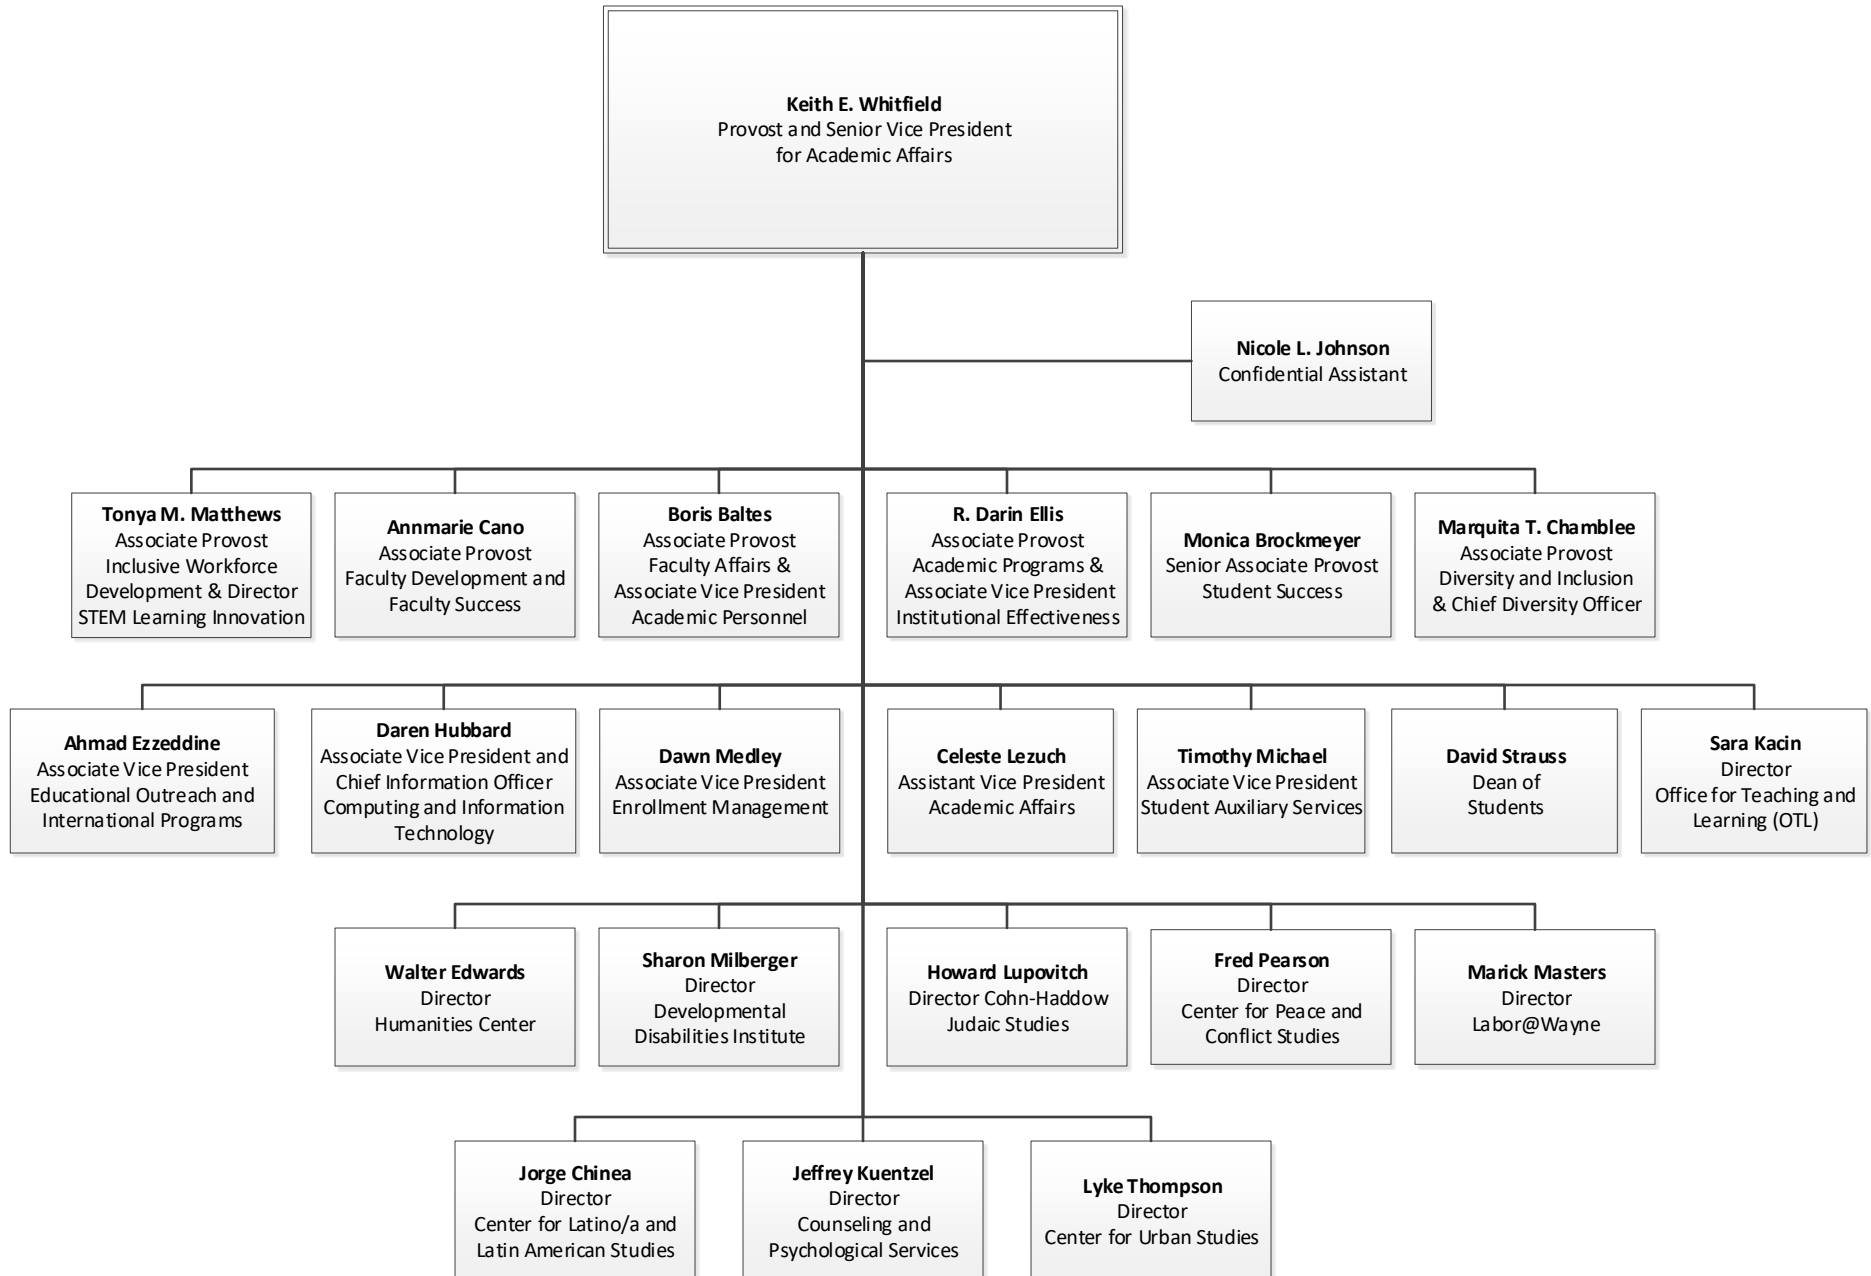 Keith E. Whitfield
Provost and Senior Vice President
for Academic Affairs
Nicole L. Johnson
Confidential Assistant
Tonya M. Matthews
Associate Provost
Inclusive Workforce
Development & Director
STEM Learning Innovation
Annmarie Cano
Associate Provost
Faculty Development and
Faculty Success
Boris Baltes
Associate Provost
Faculty Affairs &
Associate Vice President
Academic Personnel
R. Darin Ellis
Associate Provost
Academic Programs &
Associate Vice President
Institutional Effectiveness
Monica Brockmeyer
Senior Associate Provost
Student Success
Marquita T. Chamblee
Associate Provost
Diversity and Inclusion
& Chief Diversity Officer
Ahmad Ezzeddine
Associate Vice President
Educational Outreach and
International Programs
Daren Hubbard
Associate Vice President and
Chief Information Officer
Computing and Information
Technology
Dawn Medley
Associate Vice President
Enrollment Management
Celeste Lezuch
Assistant Vice President
Academic Affairs
Timothy Michael
Associate Vice President
Student Auxiliary Services
David Strauss
Dean of
Students
Sara Kacin
Director
Office for Teaching and
Learning (OTL)
Walter Edwards
Director
Humanities Center
Sharon Milberger
Director
Developmental
Disabilities Institute
Howard Lupovitch
Director Cohn-Haddow
Judaic Studies
Fred Pearson
Director
Center for Peace and
Conflict Studies
Marick Masters
Director
Labor@Wayne
Jorge Chinea
Director
Center for Latino/a and
Latin American Studies
Jeffrey Kuentzel
Director
Counseling and
Psychological Services
Lyke Thompson
Director
Center for Urban Studies